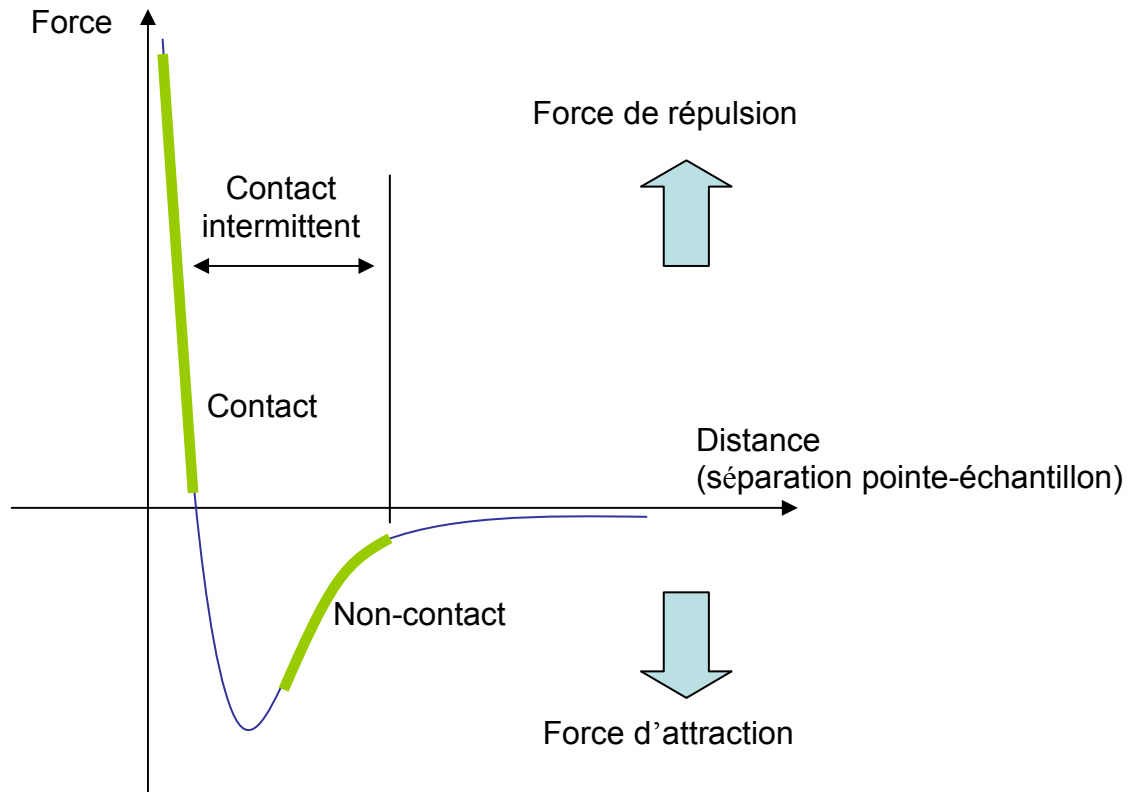 Force
Force de répulsion
Contact
intermittent
Contact
Distance
(séparation pointe-échantillon)
Non-contact
Force d’attraction